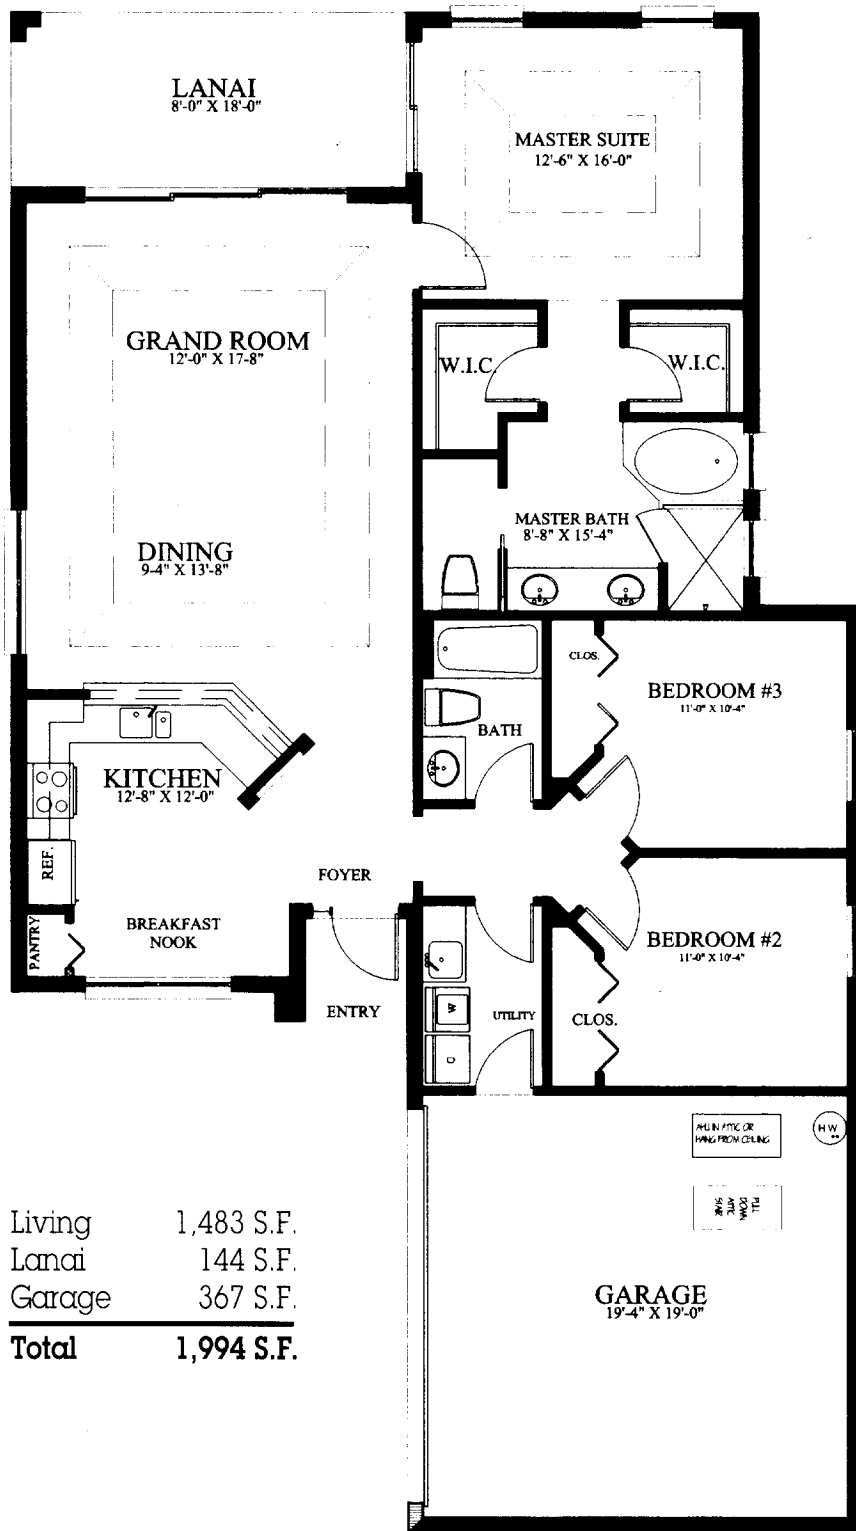 LANAI
8'-0" X 18'-0"
MASTER SUITE
12'-6" X 16'-0"
GRAND ROOM
12'-0" X 17-8"
W.I.C.
W.I.C.
MASTER BATH
8'-8" X 15'-4"
DINING
9-4" X 13'-8"
CLOS.
BEDROOM #3
11'-0" X 10'-4"
BATH
KITCHEN
12'-8" X 12'-0"
REF.
FOYER
PANTRY
BREAKFAST
NOOK
BEDROOM #2
11'-0" X 10'-4"
ENTRY
W
UTILITY
CLOS.
D
AHU IN ATTIC OR
HANG FROM CEILING
H W
PULL
DOWN
ATTIC
STAIR
Living 1,483 S.F.
Lanai 144 S.F.
Garage 367 S.F.
Total 1,994 S.F.
GARAGE
19'-4" X 19'-0"